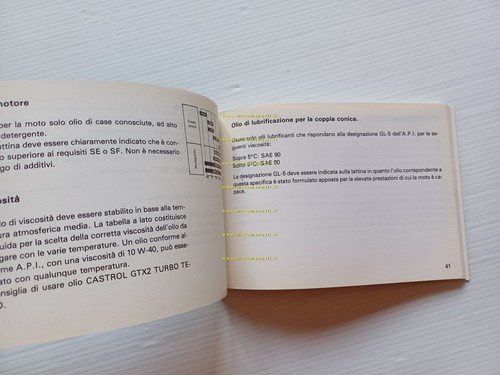 motore
per la moto solo olio di case conosciute, ad alto
detergente.
attina deve essere chiaramente indicato che è con-
o superiore ai requisiti SE o SF. Non è necessario
go di additivi.
sità
do di viscosità deve essere stabilito in base alla tem-
ura atmosferica media. La tabella a lato costituisce
uida per la scelta della corretta viscosità dell'olio da
gare con le varie temperature. Un olio conforme al-
me A.P.I., con una viscosità di 10 W-40, può esse-
ato con qualunque temperatura.
nsiglia di usare olio CASTROL GTX2 TURBO TE-
0.
Olio di lubrificazione per la coppia conica.
Usare solo olii lubrificanti che rispondano alla designazione GL-5 dell'A.P.I. per le se-
guenti viscosità:
Sopra 5°C: SAE 90
Sotto 5°C: SAE 80
La designazione GL-5 deve essere indicata sulla lattina in quanto l'olio corrispondente a
questa specifica è stato formulato apposta per le elevate prestazioni di cui la moto è ca-
pace.
41